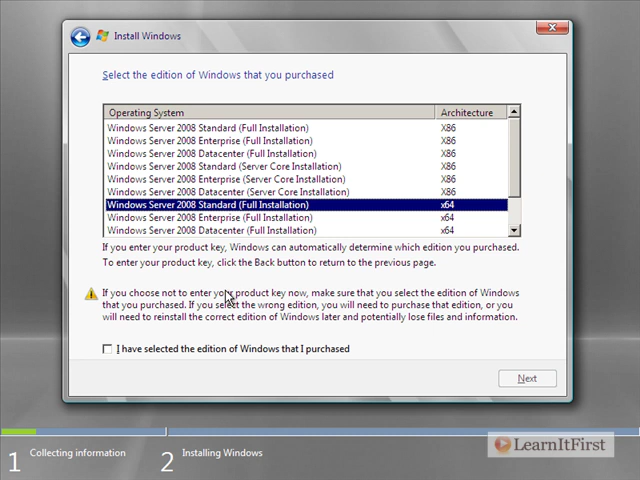 Install Windows
Select the edition of Windows that you purchased
Operating System Architecture
Windows Server 2008 Standard (Full Installation) X86
Windows Server 2008 Enterprise (Full Installation) X86
Windows Server 2008 Datacenter (Full Installation) X86
Windows Server 2008 Standard (Server Core Installation) X86
Windows Server 2008 Enterprise (Server Core Installation) X86
Windows Server 2008 Datacenter (Server Core Installation) X86
Windows Server 2008 Standard (Full Installation) x64
Windows Server 2008 Enterprise (Full Installation) x64
Windows Server 2008 Datacenter (Full Installation) x64
If you enter your product key, Windows can automatically determine which edition you purchased.
To enter your product key, click the Back button to return to the previous page.
If you choose not to enter your product key now, make sure that you select the edition of Windows
that you purchased. If you select the wrong edition, you will need to purchase that edition, or you
will need to reinstall the correct edition of Windows later and potentially lose files and information.
I have selected the edition of Windows that I purchased
Next
1 Collecting information
2 Installing Windows
LearnItFirst